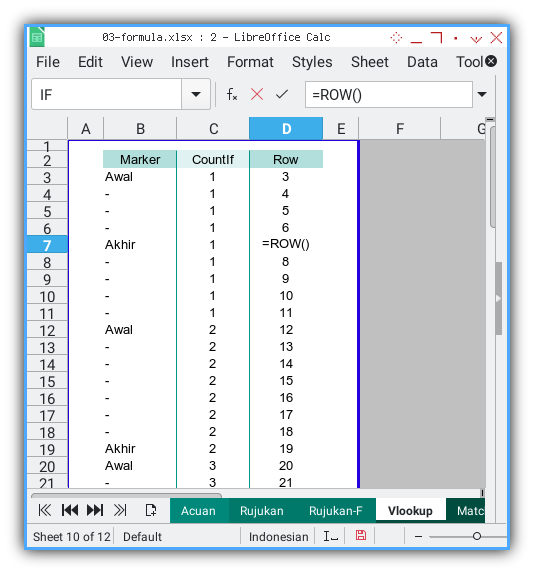 03-formula.xlsx : 2 - LibreOffice Calc
File Edit View Insert Format Styles Sheet Data Tool
IF fx =ROW()
A B C D E F G
1
2 Marker CountIf Row
3 Awal 1 3
4 - 1 4
5 - 1 5
6 - 1 6
7 Akhir 1 =ROW()
8 - 1 8
9 - 1 9
10 - 1 10
11 - 1 11
12 Awal 2 12
13 - 2 13
14 - 2 14
15 - 2 15
16 - 2 16
17 - 2 17
18 - 2 18
19 Akhir 2 19
20 Awal 3 20
21 - 3 21
Acuan Rujukan Rujukan-F Vlookup Matc
Sheet 10 of 12 Default Indonesian